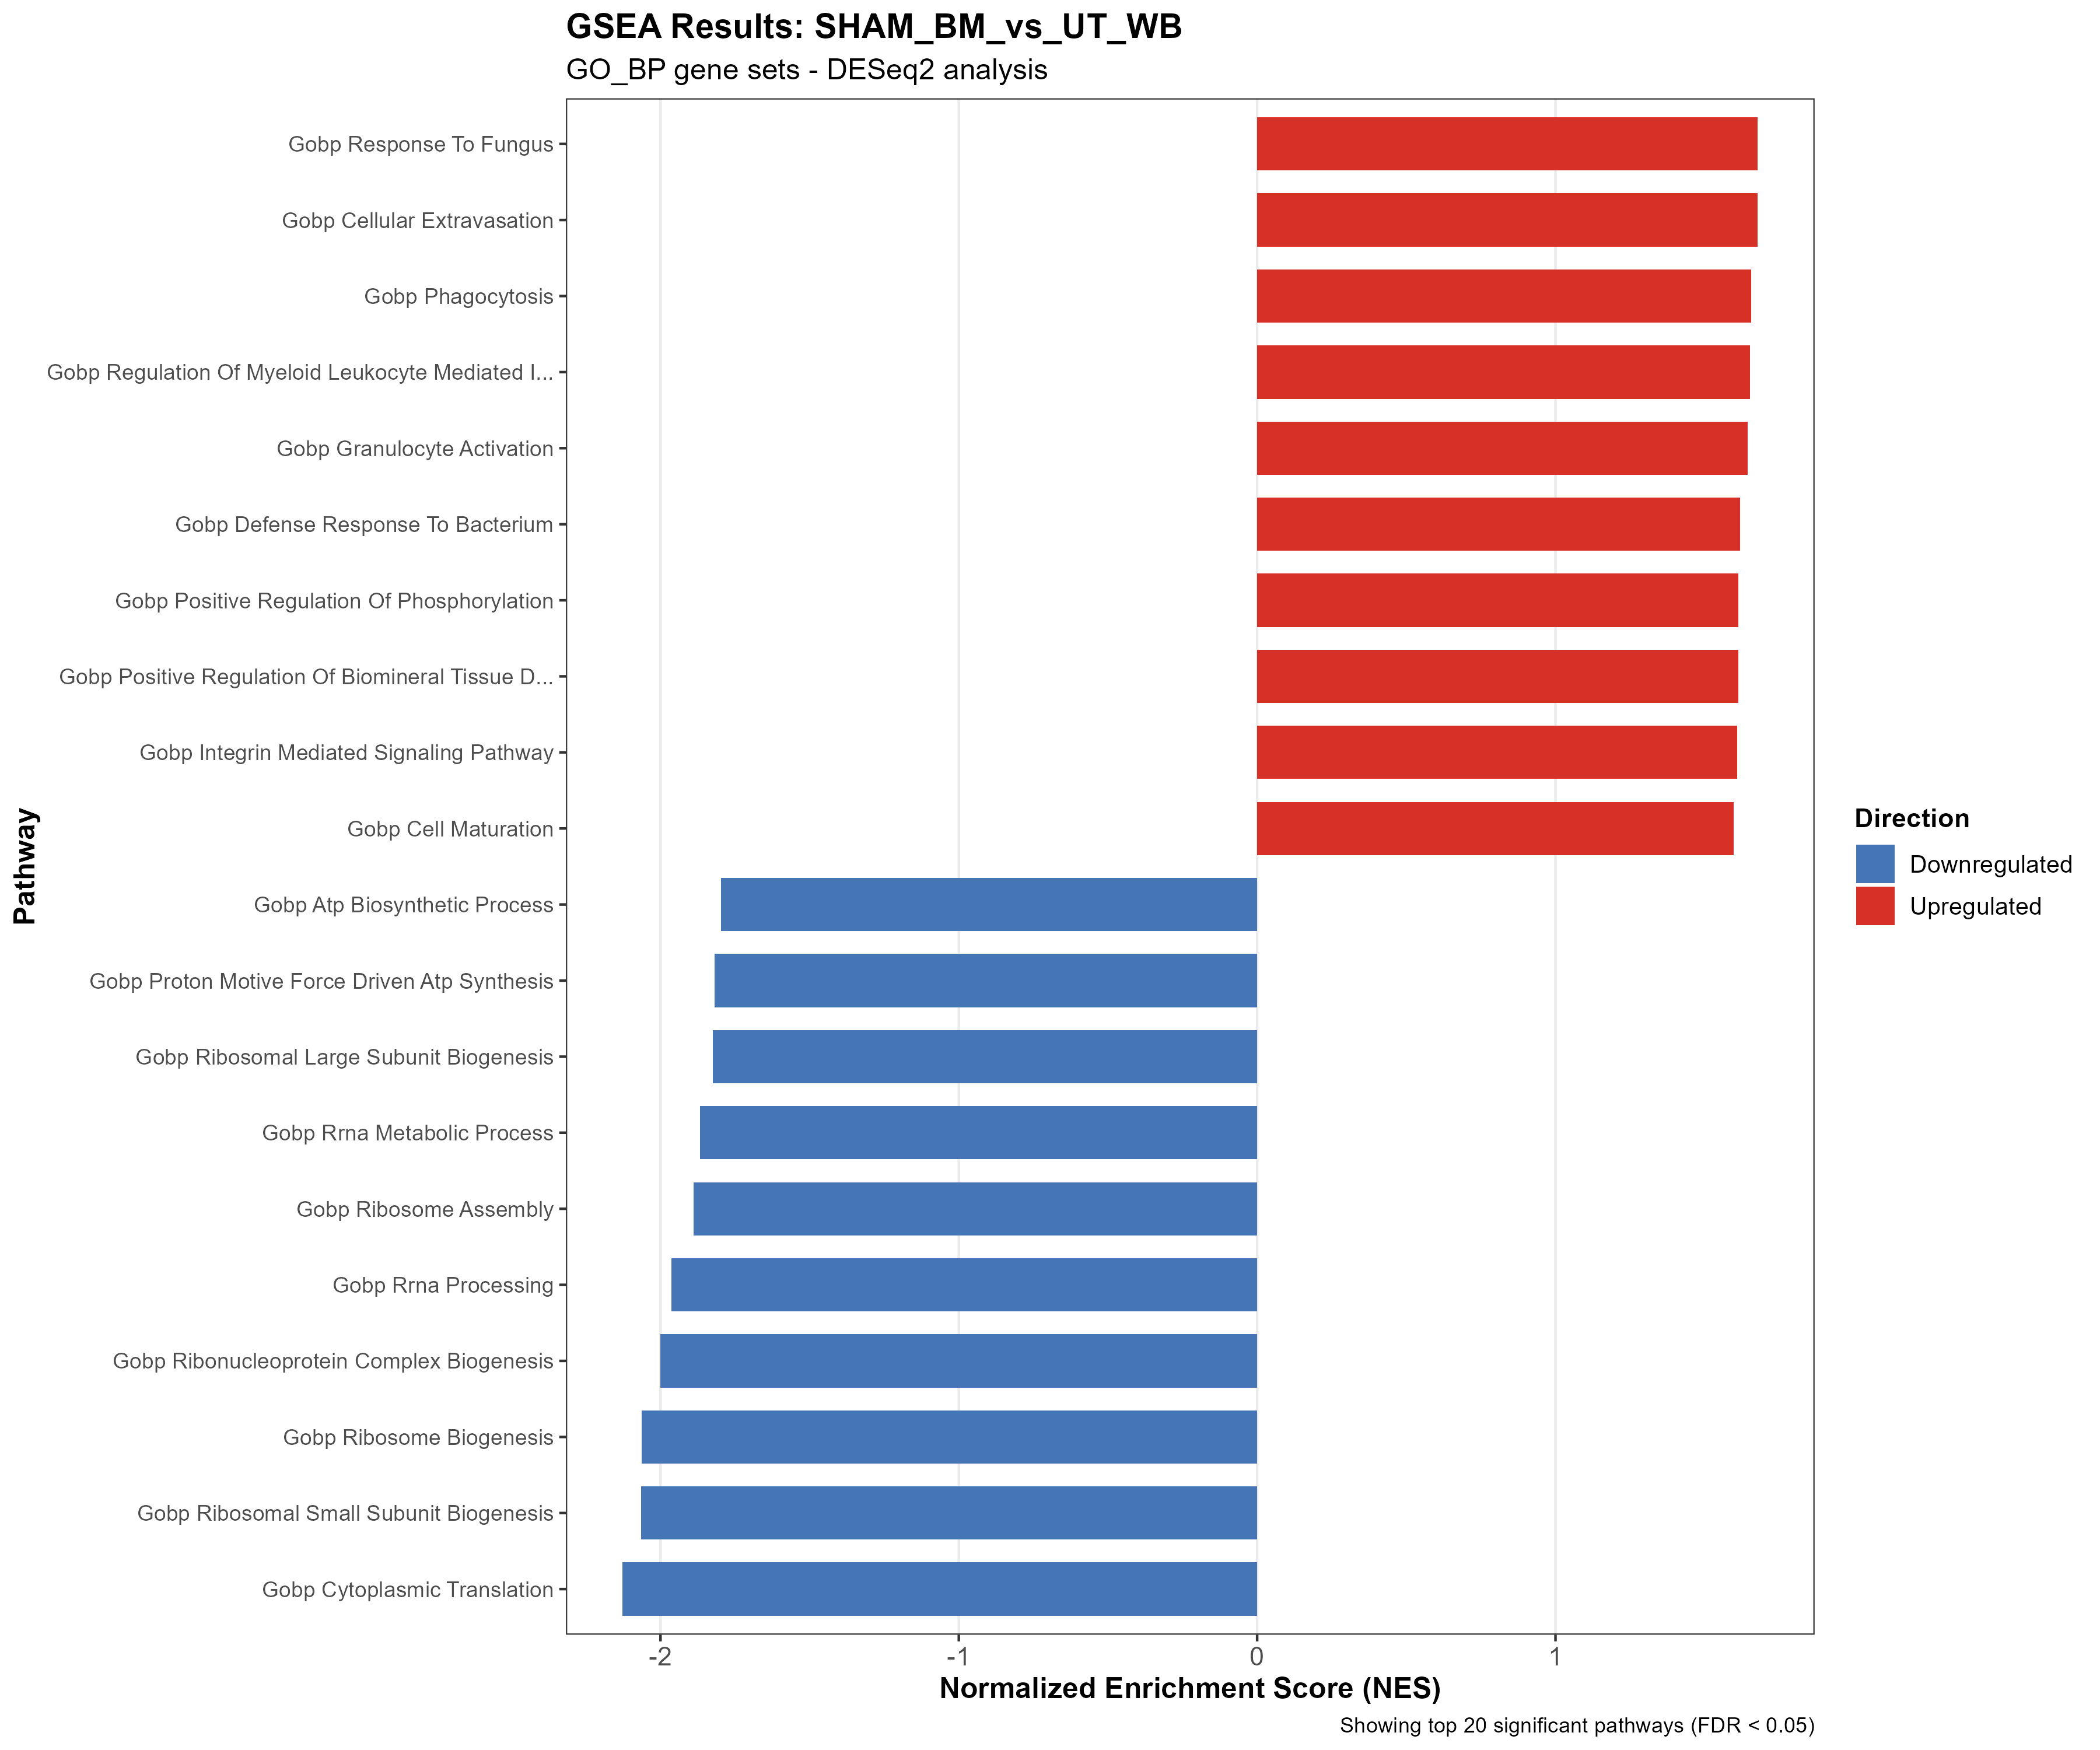 GSEA Results: SHAM_BM_vs_UT_WB
GO_BP gene sets - DESeq2 analysis
Pathway
Gobp Response To Fungus
Gobp Cellular Extravasation
Gobp Phagocytosis
Gobp Regulation Of Myeloid Leukocyte Mediated I...
Gobp Granulocyte Activation
Gobp Defense Response To Bacterium
Gobp Positive Regulation Of Phosphorylation
Gobp Positive Regulation Of Biomineral Tissue D...
Gobp Integrin Mediated Signaling Pathway
Gobp Cell Maturation
Gobp Atp Biosynthetic Process
Gobp Proton Motive Force Driven Atp Synthesis
Gobp Ribosomal Large Subunit Biogenesis
Gobp Rrna Metabolic Process
Gobp Ribosome Assembly
Gobp Rrna Processing
Gobp Ribonucleoprotein Complex Biogenesis
Gobp Ribosome Biogenesis
Gobp Ribosomal Small Subunit Biogenesis
Gobp Cytoplasmic Translation
-2 -1 0 1
Normalized Enrichment Score (NES)
Showing top 20 significant pathways (FDR < 0.05)
Direction
Downregulated
Upregulated